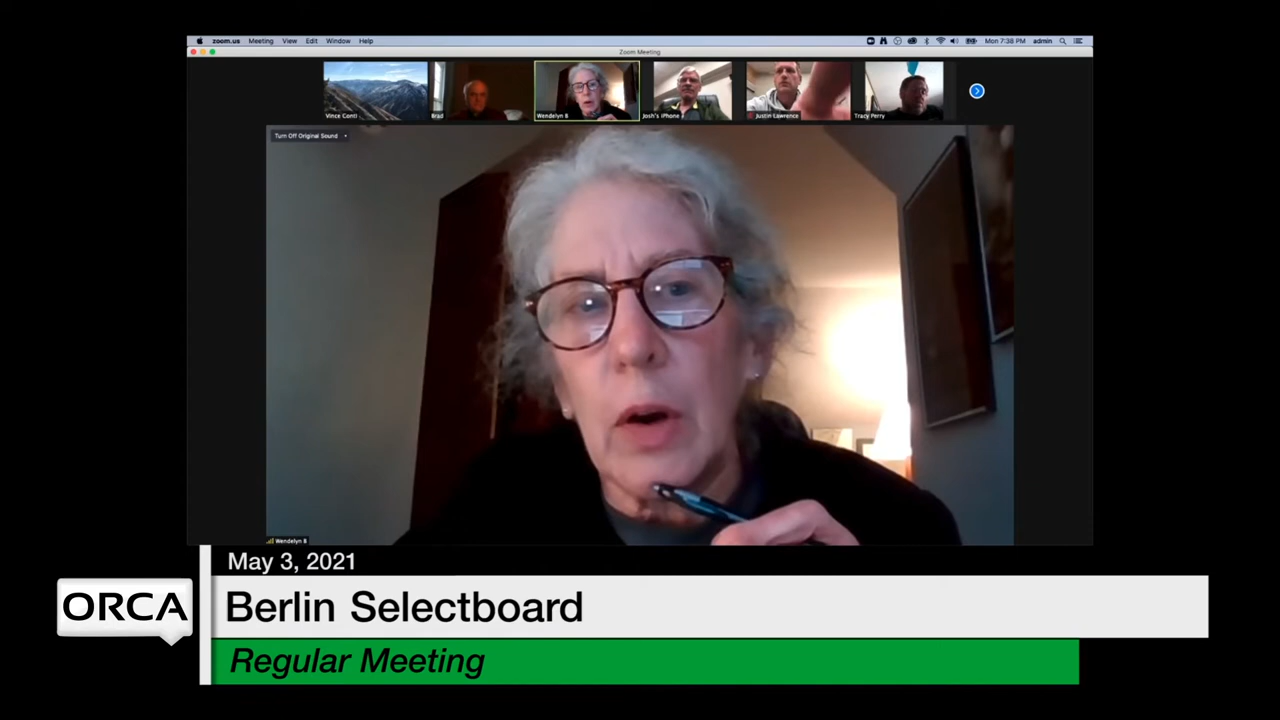 zoom.us Meeting View Edit Window Help Mon 7:38 PM admin
Zoom Meeting
Vince Conti Brad Wendelyn B Josh's iPhone Justin Lawrence Tracy Perry
Turn Off Original Sound
Wendelyn B
May 3, 2021
ORCA
Berlin Selectboard
Regular Meeting